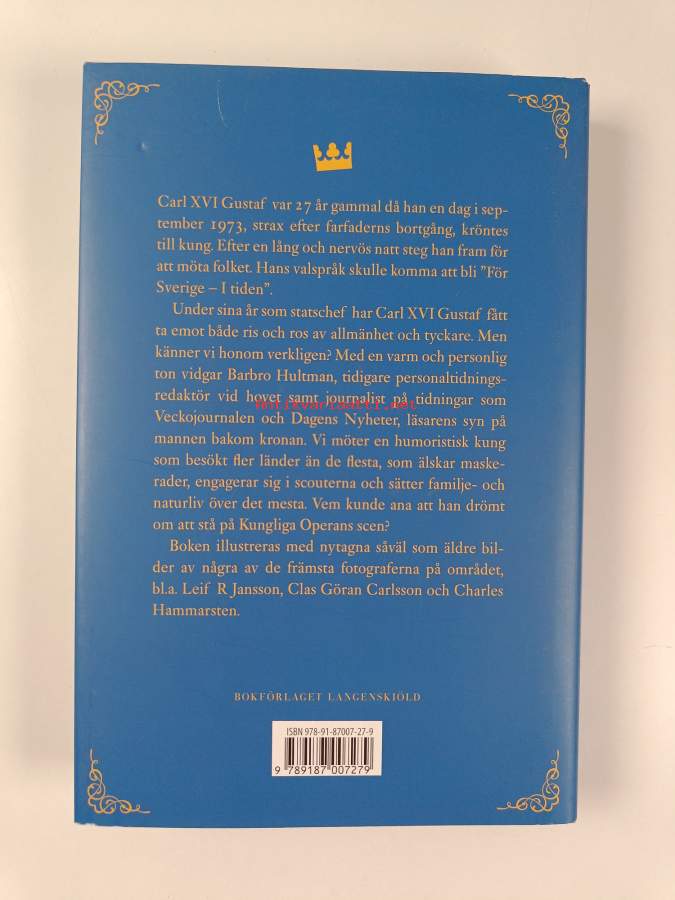 Carl XVI Gustaf var 27 år gammal då han en dag i sep-
tember 1973, strax efter farfaderns bortgång, kröntes
till kung. Efter en lång och nervös natt steg han fram för
att möta folket. Hans valspråk skulle komma att bli ”För
Sverige – I tiden”.
Under sina år som statschef har Carl XVI Gustaf fått
ta emot både ris och ros av allmänhet och tyckare. Men
känner vi honom verkligen? Med en varm och personlig
ton vidgar Barbro Hultman, tidigare personaltidnings-
redaktör vid hovet samt journalist på tidningar som
antikvariaatti.net
Veckojournalen och Dagens Nyheter, läsarens syn på
mannen bakom kronan. Vi möter en humoristisk kung
som besökt fler länder än de flesta, som älskar maske-
rader, engagerar sig i scouterna och sätter familje- och
naturliv över det mesta. Vem kunde ana att han drömt
om att stå på Kungliga Operans scen?
Boken illustreras med nytagna såväl som äldre bil-
der av några av de främsta fotograferna på området,
bl.a. Leif R Jansson, Clas Göran Carlsson och Charles
Hammarsten.
BOKFÖRLAGET LANGENSKIÖLD
ISBN 978-91-87007-27-9
9 789187 007279